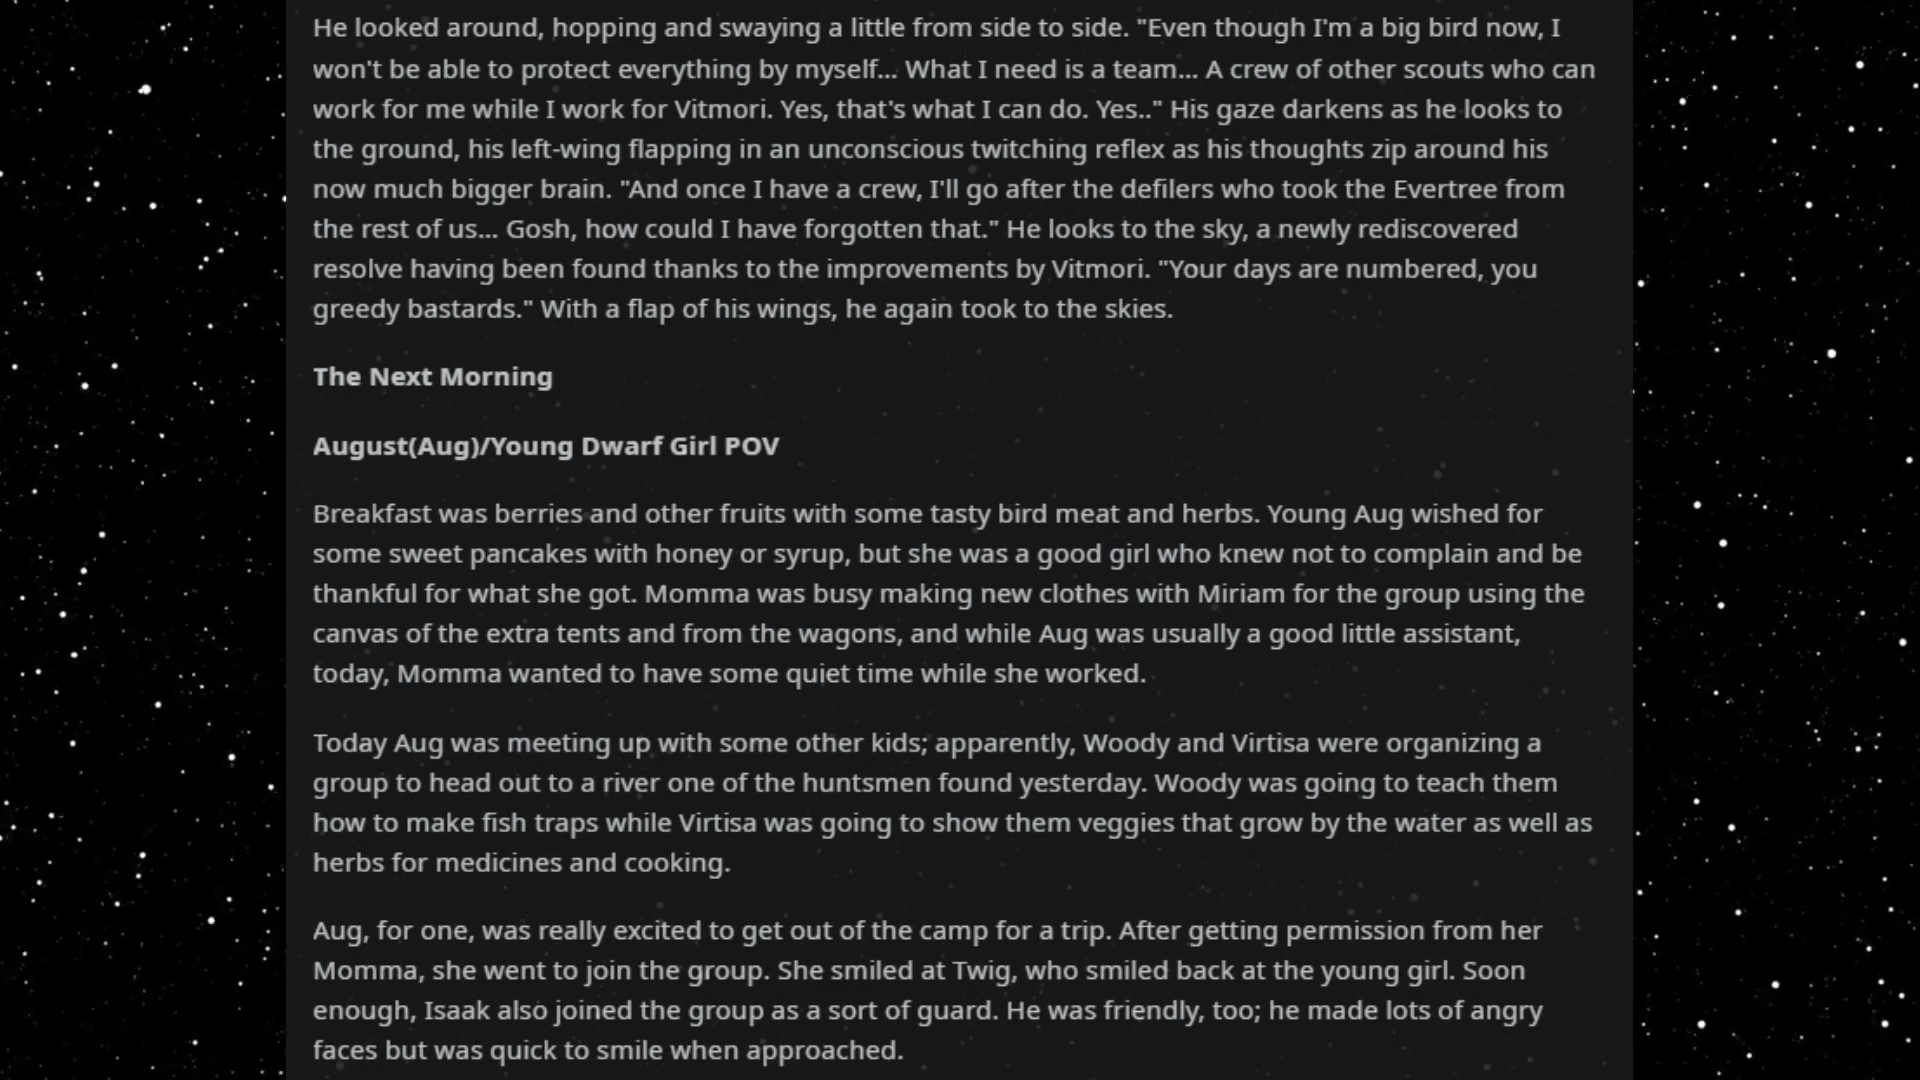 He looked around, hopping and swaying a little from side to side. "Even though I'm a big bird now, I
won't be able to protect everything by myself... What I need is a team... A crew of other scouts who can
work for me while I work for Vitmori. Yes, that's what I can do. Yes.." His gaze darkens as he looks to
the ground, his left-wing flapping in an unconscious twitching reflex as his thoughts zip around his
now much bigger brain. "And once I have a crew, I'll go after the defilers who took the Evertree from
the rest of us... Gosh, how could I have forgotten that." He looks to the sky, a newly rediscovered
resolve having been found thanks to the improvements by Vitmori. "Your days are numbered, you
greedy bastards." With a flap of his wings, he again took to the skies.
The Next Morning
August(Aug)/Young Dwarf Girl POV
Breakfast was berries and other fruits with some tasty bird meat and herbs. Young Aug wished for
some sweet pancakes with honey or syrup, but she was a good girl who knew not to complain and be
thankful for what she got. Momma was busy making new clothes with Miriam for the group using the
canvas of the extra tents and from the wagons, and while Aug was usually a good little assistant,
today, Momma wanted to have some quiet time while she worked.
Today Aug was meeting up with some other kids; apparently, Woody and Virtisa were organizing a
group to head out to a river one of the huntsmen found yesterday. Woody was going to teach them
how to make fish traps while Virtisa was going to show them veggies that grow by the water as well as
herbs for medicines and cooking.
Aug, for one, was really excited to get out of the camp for a trip. After getting permission from her
Momma, she went to join the group. She smiled at Twig, who smiled back at the young girl. Soon
enough, Isaak also joined the group as a sort of guard. He was friendly, too; he made lots of angry
faces but was quick to smile when approached.